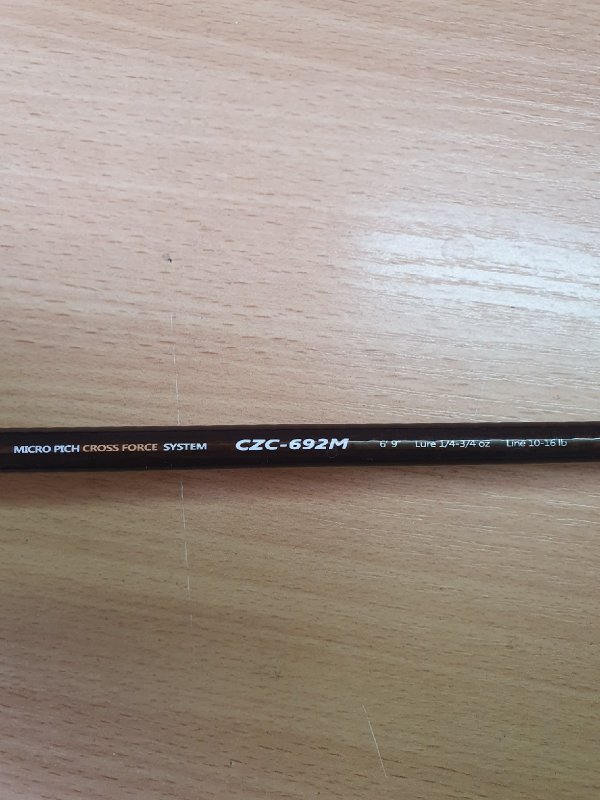 MICRO PICH CROSS FORCE SYSTEM CZC-692M 6' 9" Lure 1/4-3/4 oz Line 10-16 lb